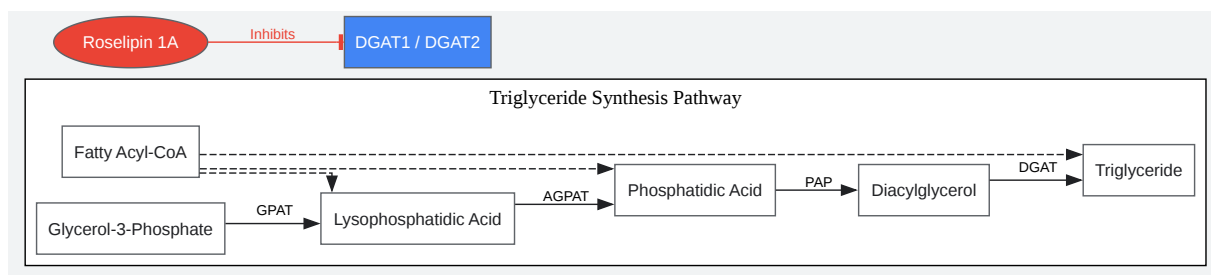 Roselipin 1A
Inhibits
DGAT1 / DGAT2
Triglyceride Synthesis Pathway
Fatty Acyl-CoA
Glycerol-3-Phosphate
GPAT
Lysophosphatidic Acid
AGPAT
Phosphatidic Acid
PAP
Diacylglycerol
DGAT
Triglyceride